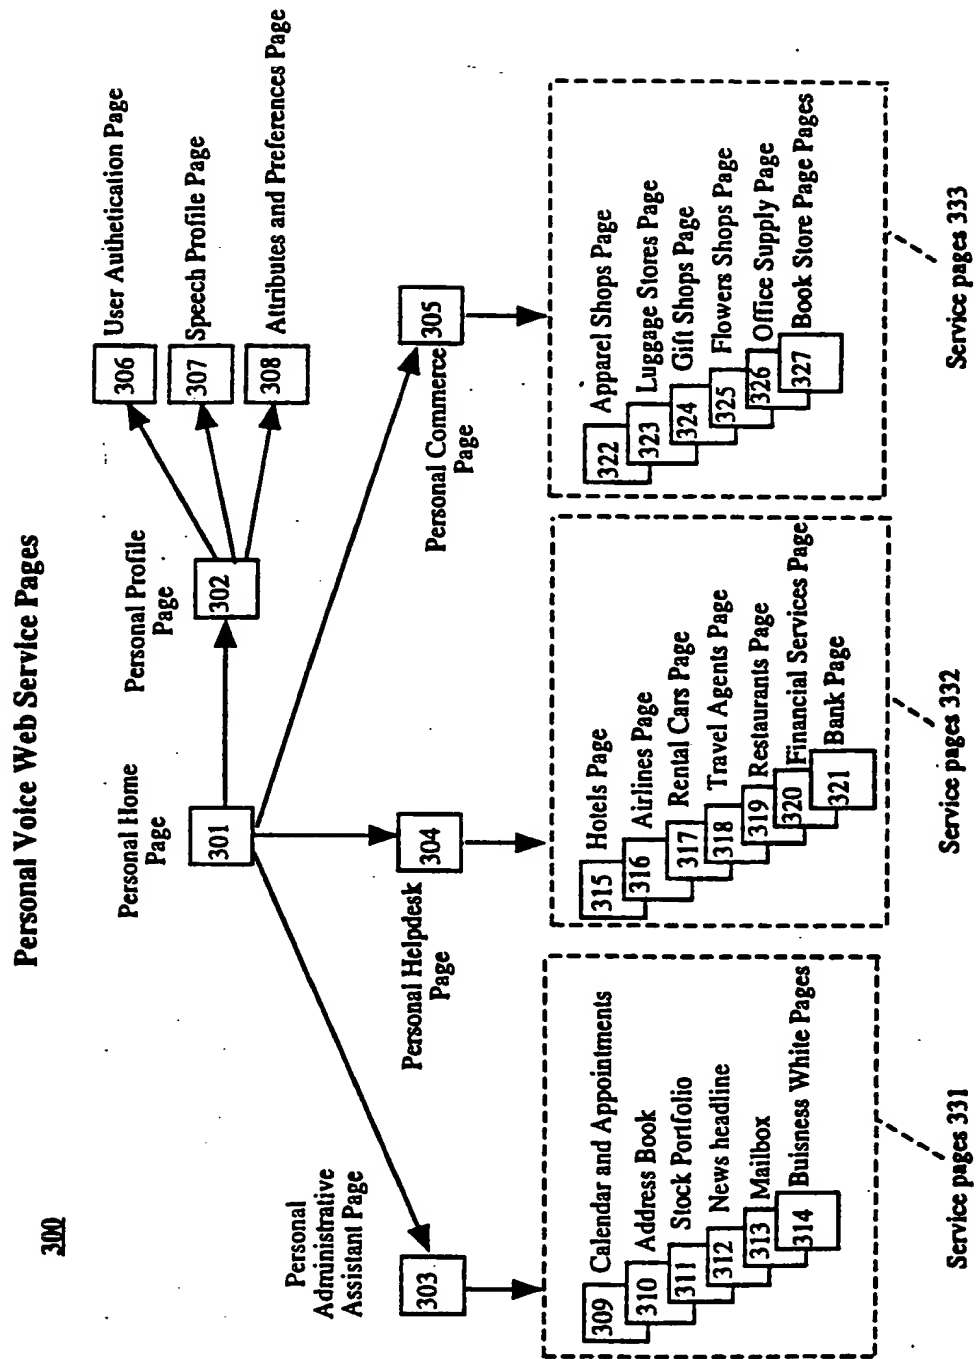 Personal Voice Web Service Pages
300
Personal Home
Page
301
Personal Profile
Page
302
306
User Auihetication Page
307
Speech Profile Page
308
Attributes and Preferences Page
Personal
Administrative
Assistant Page
303
Personal Helpdesk
Page
304
Personal Commerce
Page
305
309
Calendar and Appointments
310
Address Book
311
Stock Portfolio
312
News headline
313
Mailbox
314
Buisness White Pages
Service pages 331
315
Hotels Page
316
Airlines Page
317
Rental Cars Page
318
Travel Agents Page
319
Restaurants Page
320
Financial Services Page
321
Bank Page
Service pages 332
322
Apparel Shops Page
323
Luggage Stores Page
324
Gift Shops Page
325
Flowers Shops Page
326
Office Supply Page
327
Book Store Page Pages
Service pages 333